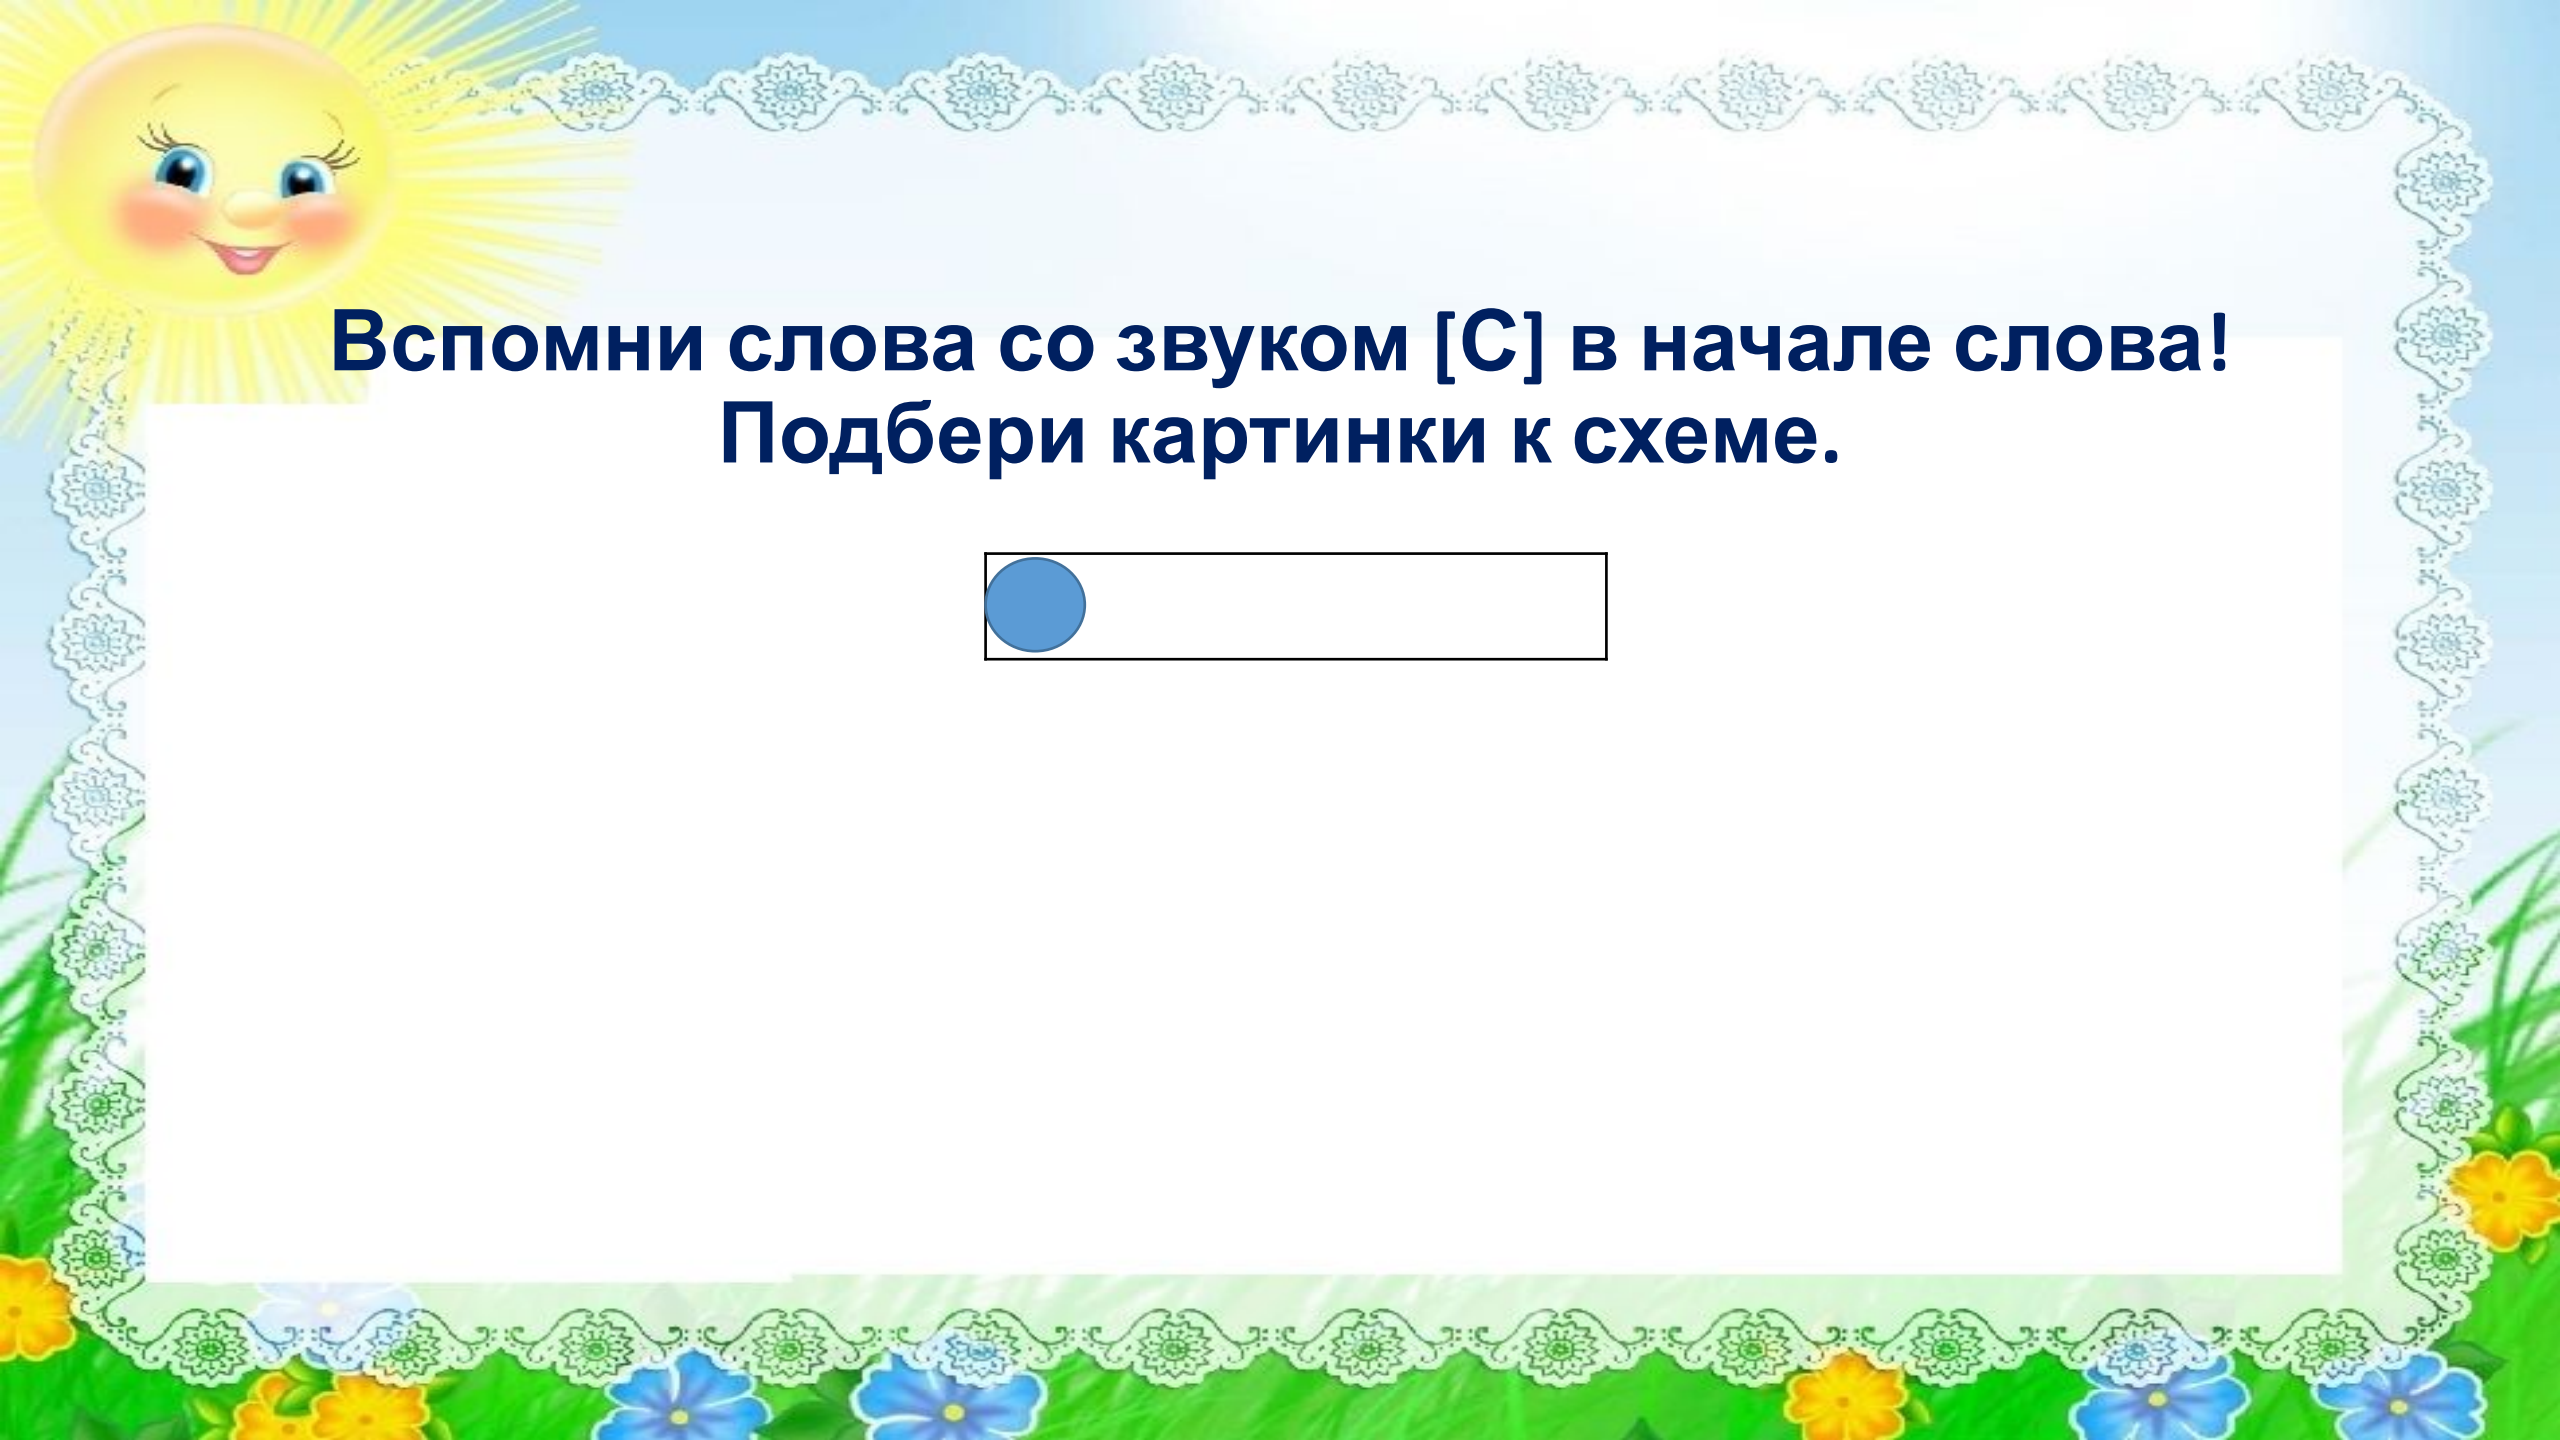 Вспомни слова со звуком [С] в начале слова!
Подбери картинки к схеме.